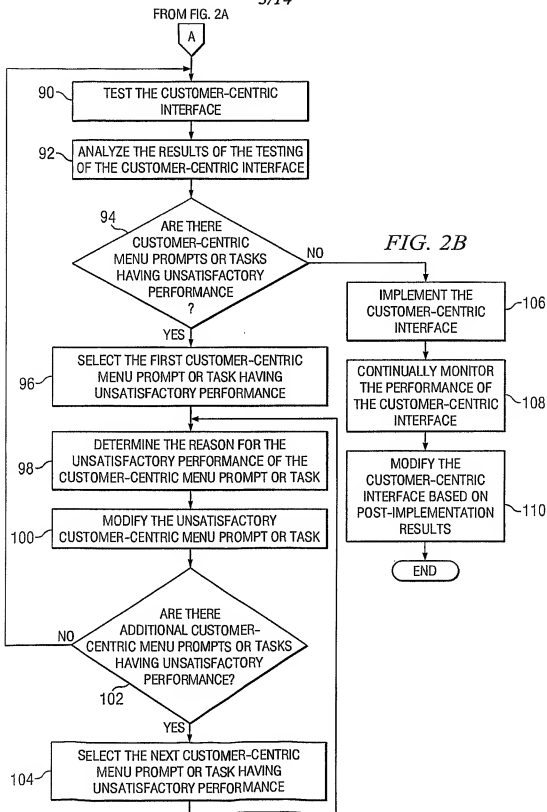 3/14
FROM FIG. 2A
A
90
TEST THE CUSTOMER-CENTRIC
INTERFACE
92
ANALYZE THE RESULTS OF THE TESTING
OF THE CUSTOMER-CENTRIC INTERFACE
94
ARE THERE
CUSTOMER-CENTRIC
MENU PROMPTS OR TASKS
HAVING UNSATISFACTORY
PERFORMANCE
?
NO
YES
FIG. 2B
96
SELECT THE FIRST CUSTOMER-CENTRIC
MENU PROMPT OR TASK HAVING
UNSATISFACTORY PERFORMANCE
98
DETERMINE THE REASON FOR THE
UNSATISFACTORY PERFORMANCE OF THE
CUSTOMER-CENTRIC MENU PROMPT OR TASK
100
MODIFY THE UNSATISFACTORY
CUSTOMER-CENTRIC MENU PROMPT OR TASK
ARE THERE
ADDITIONAL CUSTOMER-
CENTRIC MENU PROMPTS OR TASKS
HAVING UNSATISFACTORY
PERFORMANCE?
NO
102
YES
104
SELECT THE NEXT CUSTOMER-CENTRIC
MENU PROMPT OR TASK HAVING
UNSATISFACTORY PERFORMANCE
IMPLEMENT THE
CUSTOMER-CENTRIC
INTERFACE
106
CONTINUALLY MONITOR
THE PERFORMANCE OF
THE CUSTOMER-CENTRIC
INTERFACE
108
MODIFY THE
CUSTOMER-CENTRIC
INTERFACE BASED ON
POST-IMPLEMENTATION
RESULTS
110
END